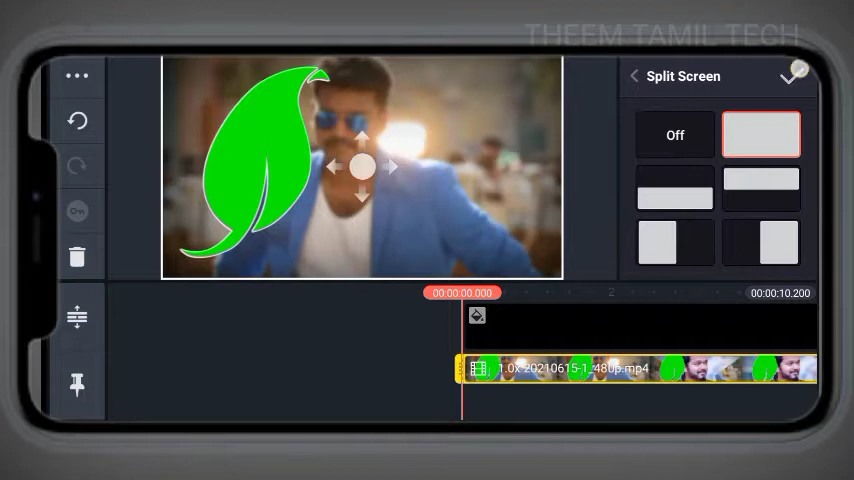 THEEM TAMIL TECH
Split Screen
Off
00:00:00.000
2
00:00:10.200
1.0x 20210615-1_480p.mp4